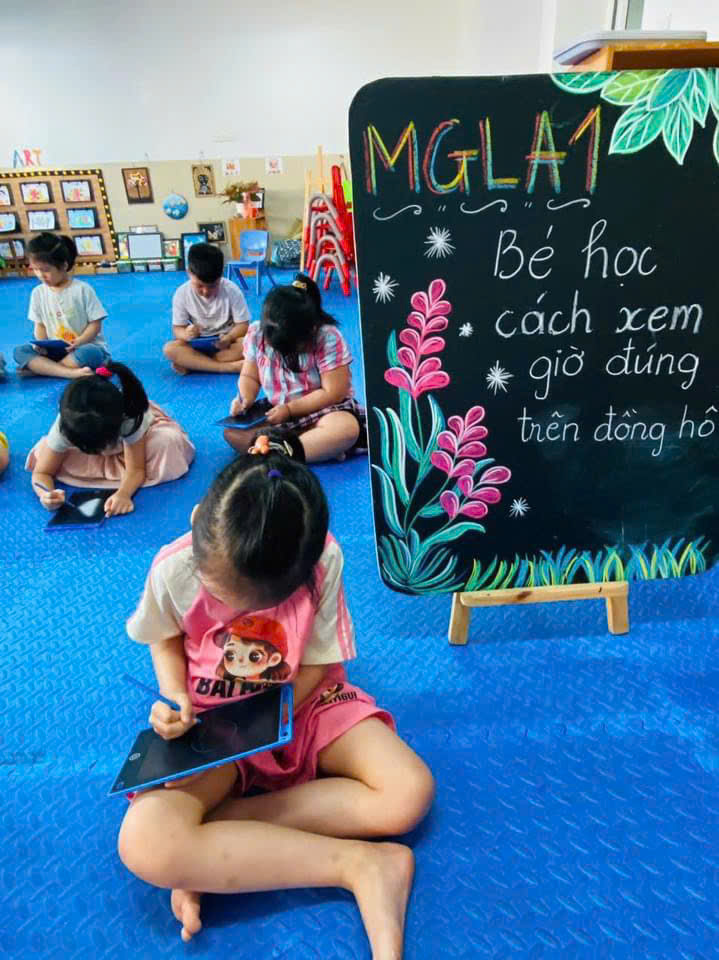 ART
MGLA1
Bé học
cách xem
giờ đúng
trên đồng hồ